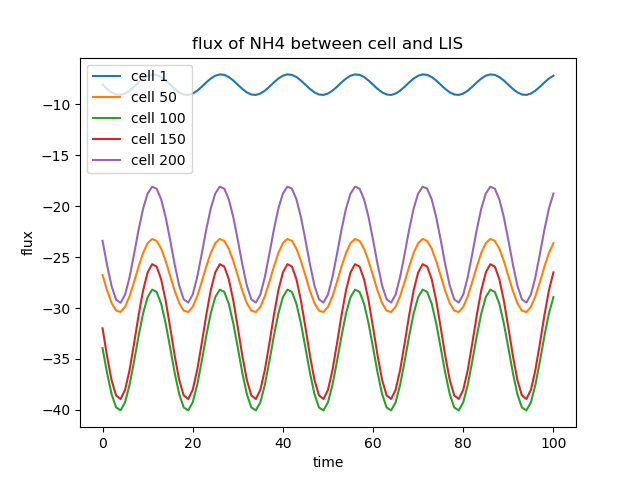 flux of NH4 between cell and LIS
cell 1
cell 50
cell 100
cell 150
cell 200
−10
−15
−20
−25
−30
−35
−40
flux
0 20 40 60 80 100
time